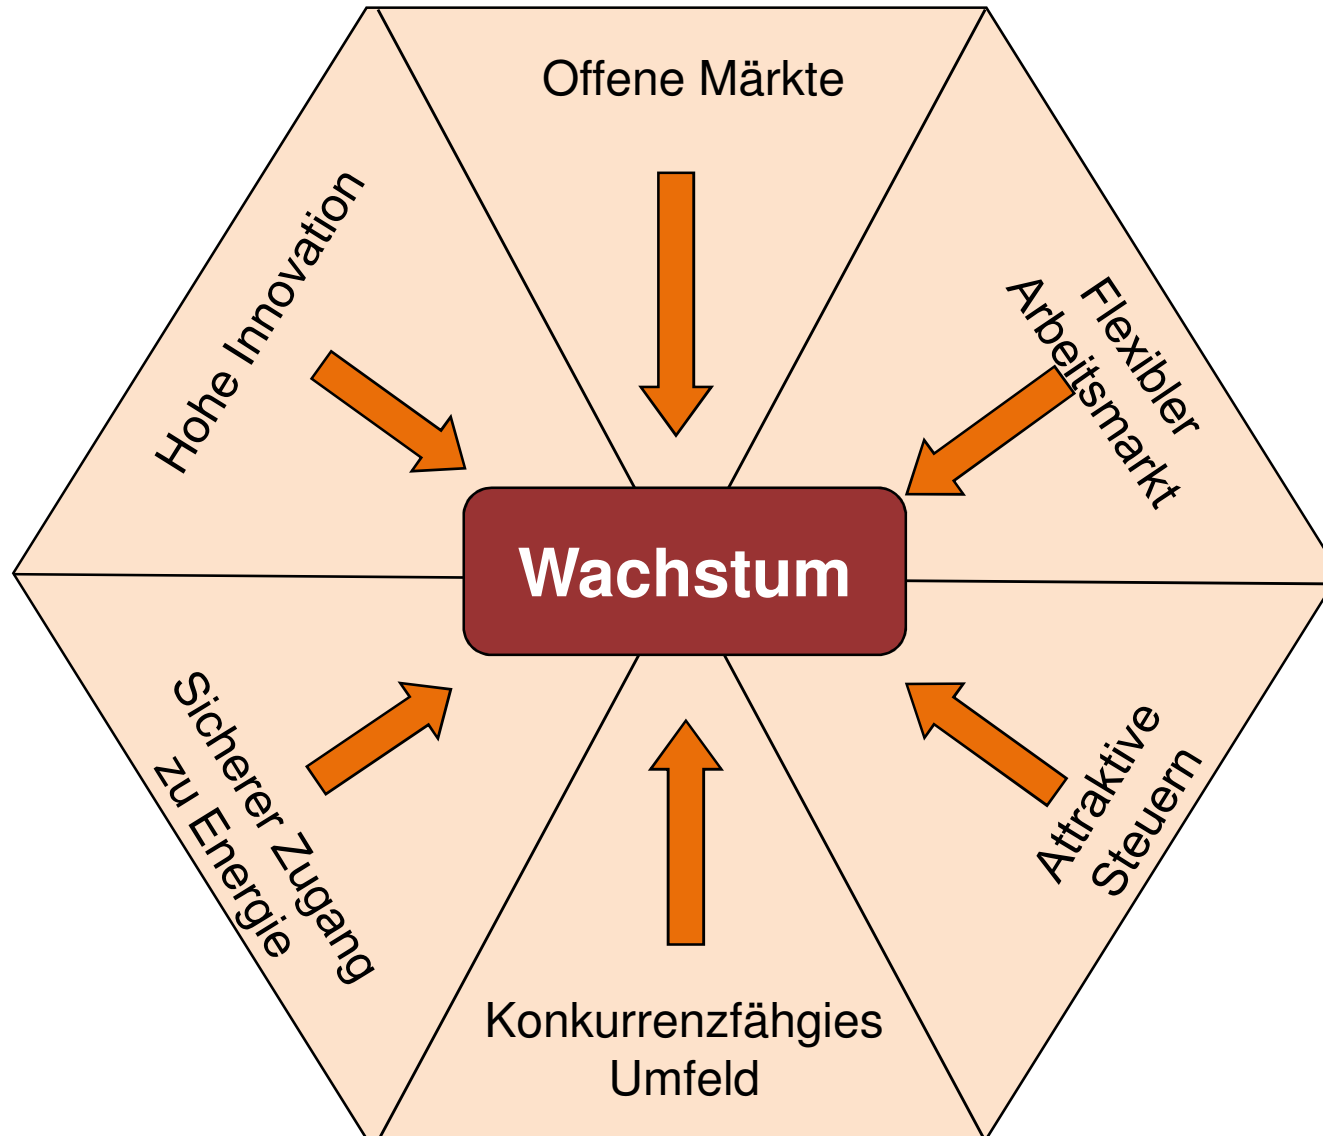 Offene Märkte
Hohe Innovation
Flexibler
Arbeitsmarkt
Wachstum
Sicherer Zugang
zu Energie
Attraktive
Steuern
Konkurrenzfähgies
Umfeld